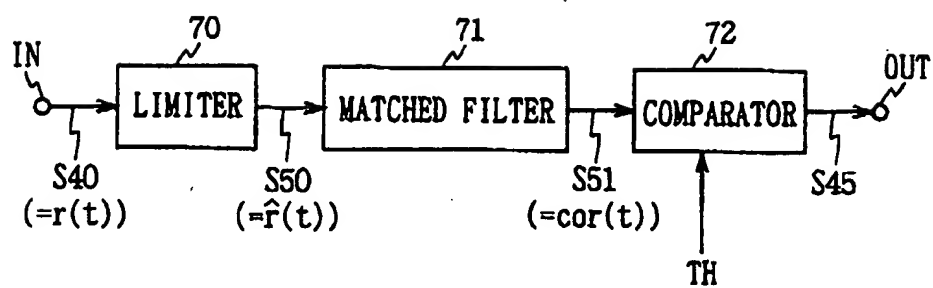 70
71
72
IN
OUT
LIMITER
MATCHED FILTER
COMPARATOR
S40
(=r(t))
S50
(=r̂(t))
S51
(=cor(t))
S45
TH